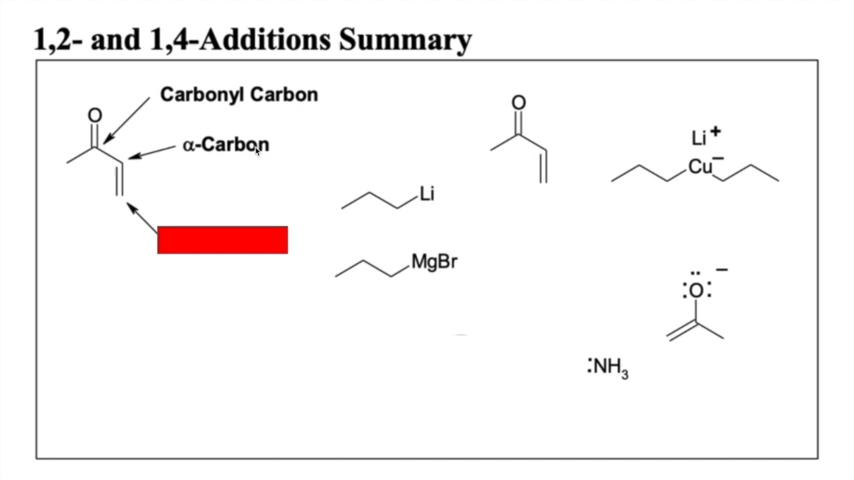 1,2- and 1,4-Additions Summary
Carbonyl Carbon
α-Carbon
O
O
Li+
Cu−
Li
MgBr
:Ö: −
:NH3